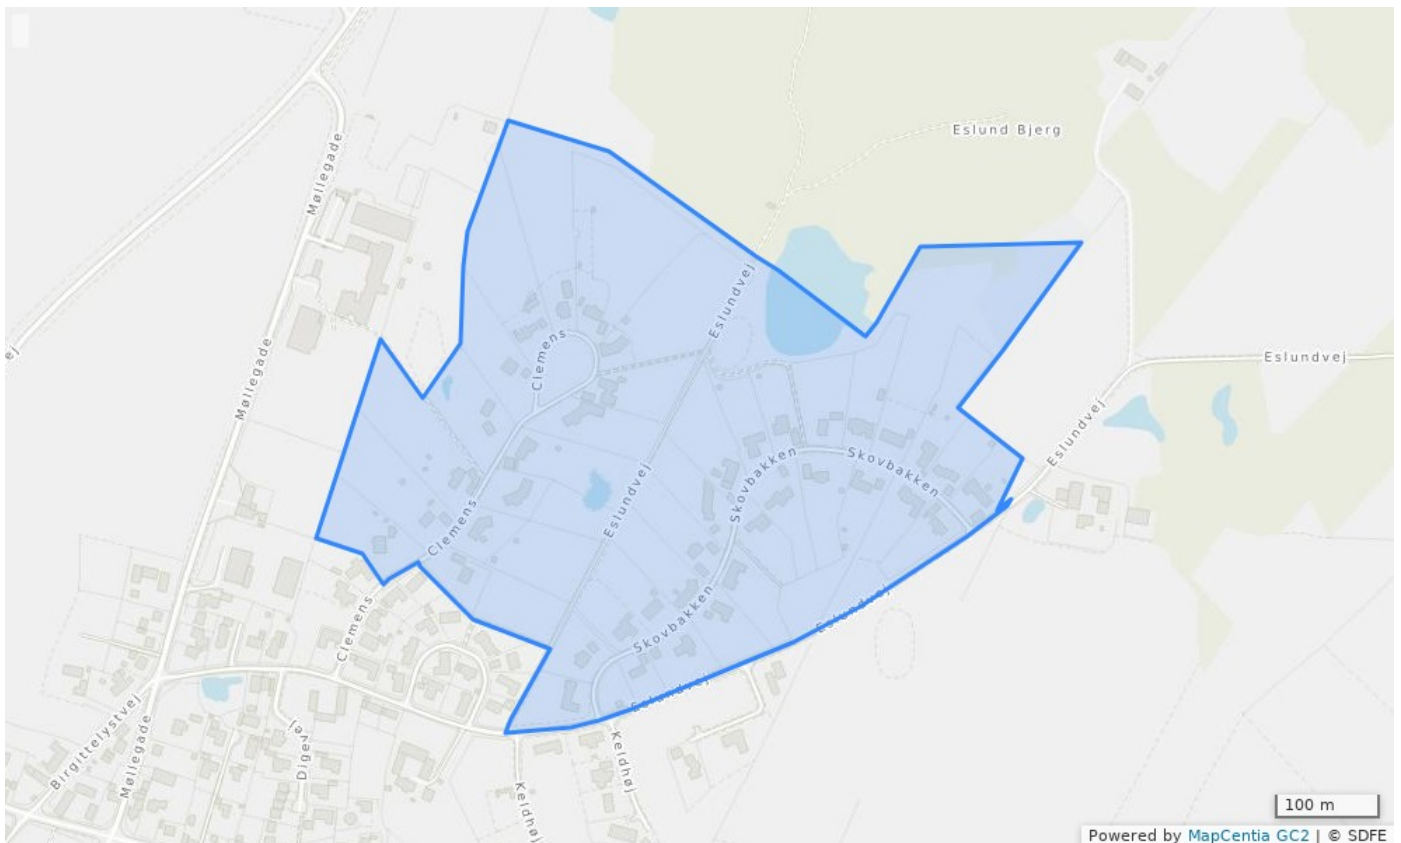 Eslund Bjerg
Møllegade
Eslundvej
Clemens
Møllegade
ej
Eslundvej
Eslundvej
Skovbakken
Skovbakken
Eslundvej
Clemens
Skovbakken
Eslundvej
Clemens
Eslundvej
Birgittelystvej
Møllegade
Digevej
Keldhøj
Keldhøj
100 m
Powered by MapCentia GC2 | © SDFE